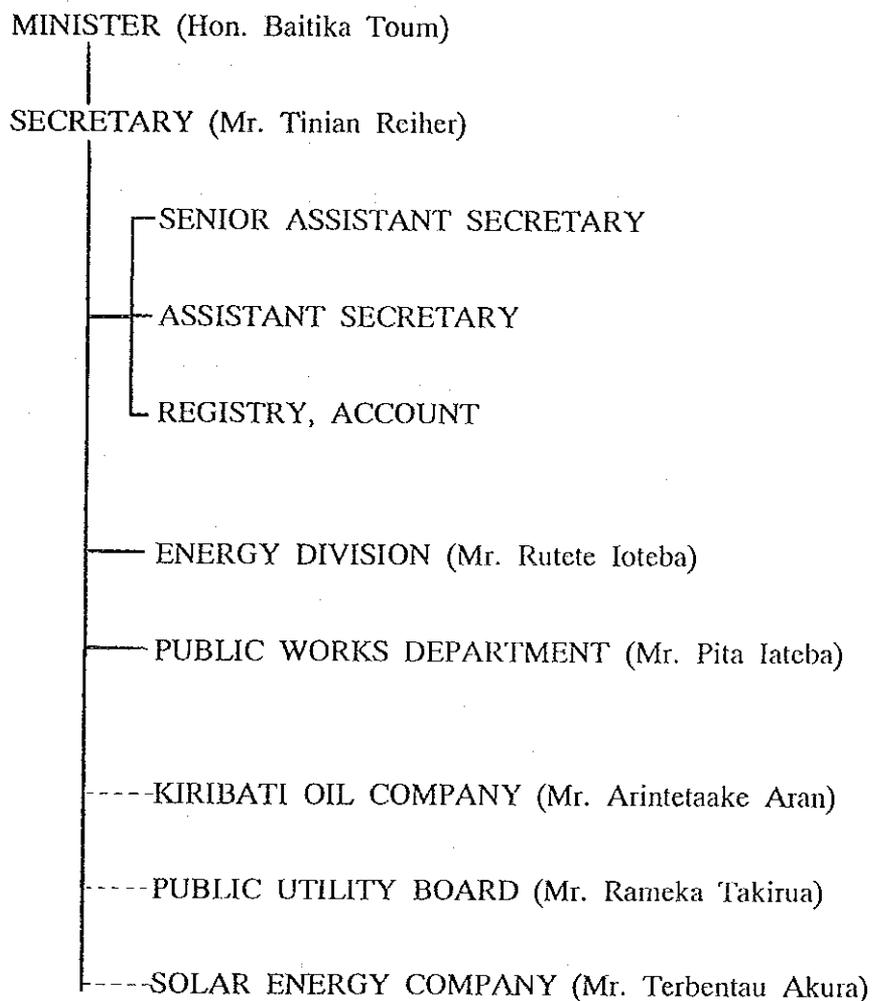 MINISTER (Hon. Baitika Toum)
SECRETARY (Mr. Tinian Reiher)
SENIOR ASSISTANT SECRETARY
ASSISTANT SECRETARY
REGISTRY, ACCOUNT
ENERGY DIVISION (Mr. Rutete Ioteba)
PUBLIC WORKS DEPARTMENT (Mr. Pita Iateba)
KIRIBATI OIL COMPANY (Mr. Arintetaake Aran)
PUBLIC UTILITY BOARD (Mr. Rameka Takirua)
SOLAR ENERGY COMPANY (Mr. Terbentau Akura)